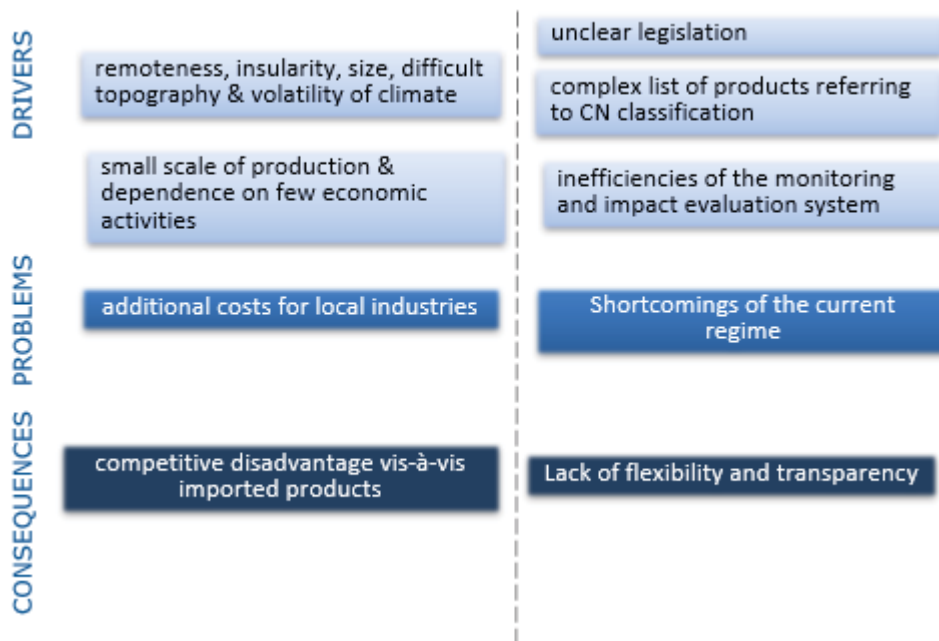 DRIVERS
remoteness, insularity, size, difficult
topography & volatility of climate
small scale of production &
dependence on few economic
activities
unclear legislation
complex list of products referring
to CN classification
inefficiencies of the monitoring
and impact evaluation system
PROBLEMS
additional costs for local industries
Shortcomings of the current
regime
CONSEQUENCES
competitive disadvantage vis-à-vis
imported products
Lack of flexibility and transparency